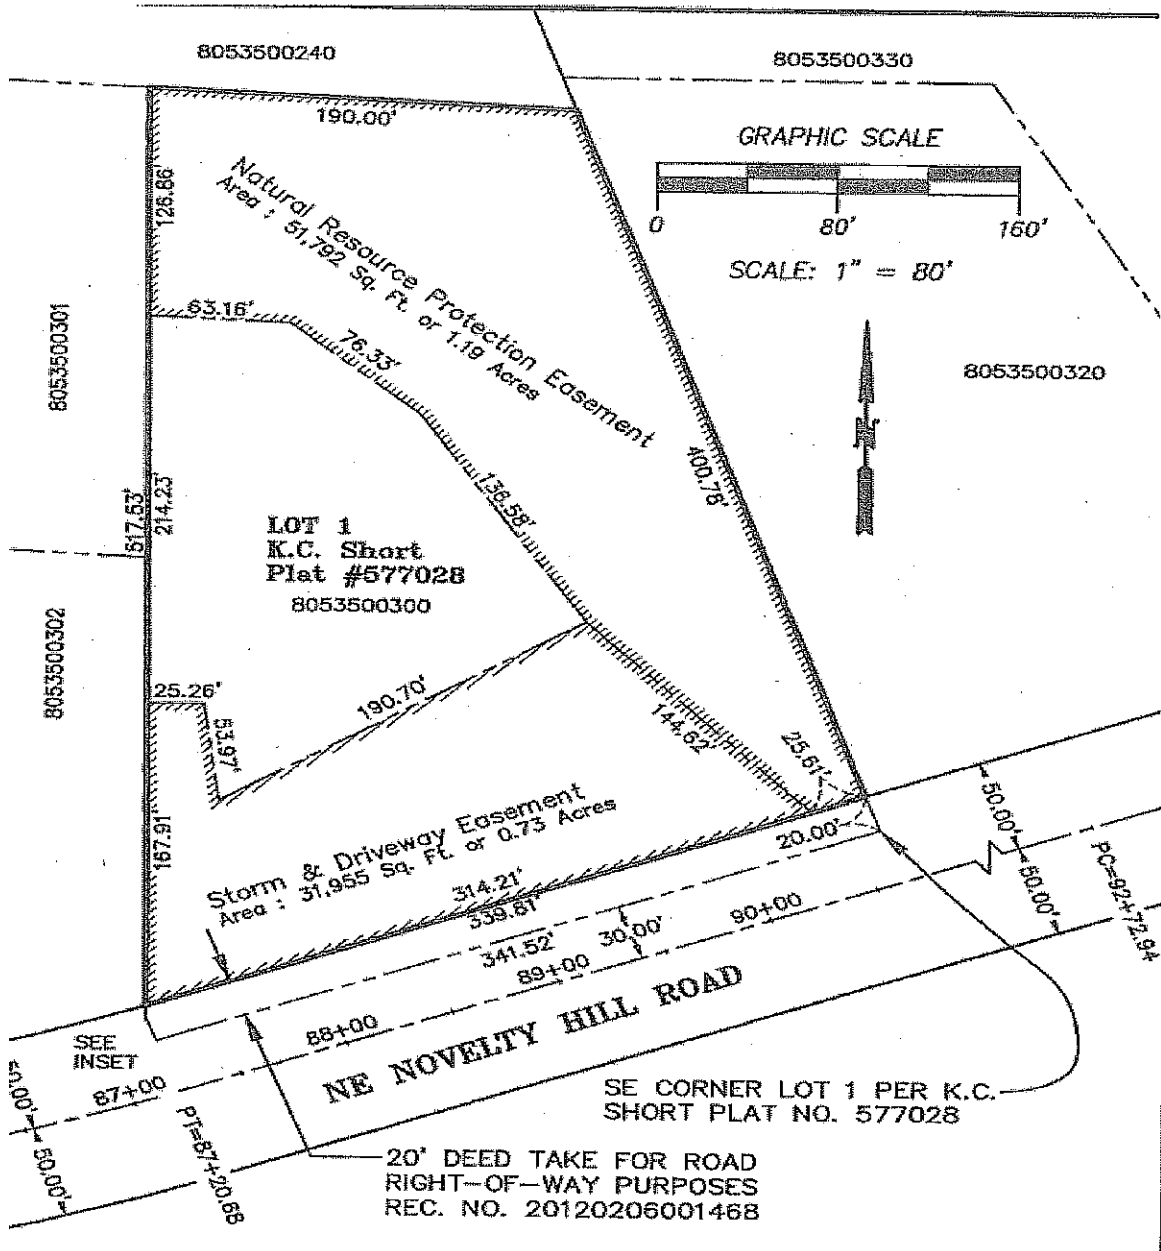 8053500240
8053500330
190.00'
GRAPHIC SCALE
0
80'
160'
SCALE: 1" = 80'
Natural Resource Protection Easement
Area : 51,792 Sq. Ft. or 1.19 Acres
126.86'
63.16'
76.33'
8053500301
8053500320
400.78'
136.58'
517.53'
214.23'
LOT 1
K.C. Short
Plat #577028
8053500300
8053500302
25.26'
53.97'
190.70'
144.62'
25.61'
20.00'
167.91'
Storm & Driveway Easement
Area : 31,955 Sq. Ft. or 0.73 Acres
314.21'
339.81'
341.52'
30.00'
50.00'
50.00'
PC=92+72.94
90+00
89+00
88+00
87+00
NE NOVELTY HILL ROAD
SEE
INSET
50.00'
50.00'
PT=87+20.68
SE CORNER LOT 1 PER K.C.
SHORT PLAT NO. 577028
20' DEED TAKE FOR ROAD
RIGHT-OF-WAY PURPOSES
REC. NO. 20120206001468